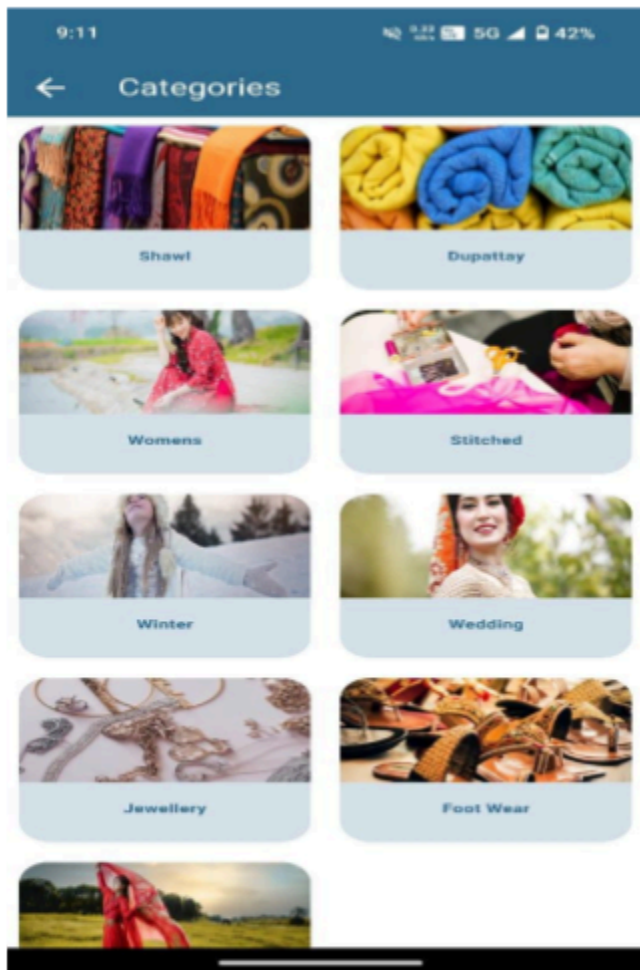 9:11
5G 42%
Categories
Shawl
Dupattay
Womens
Stitched
Winter
Wedding
Jewellery
Foot Wear